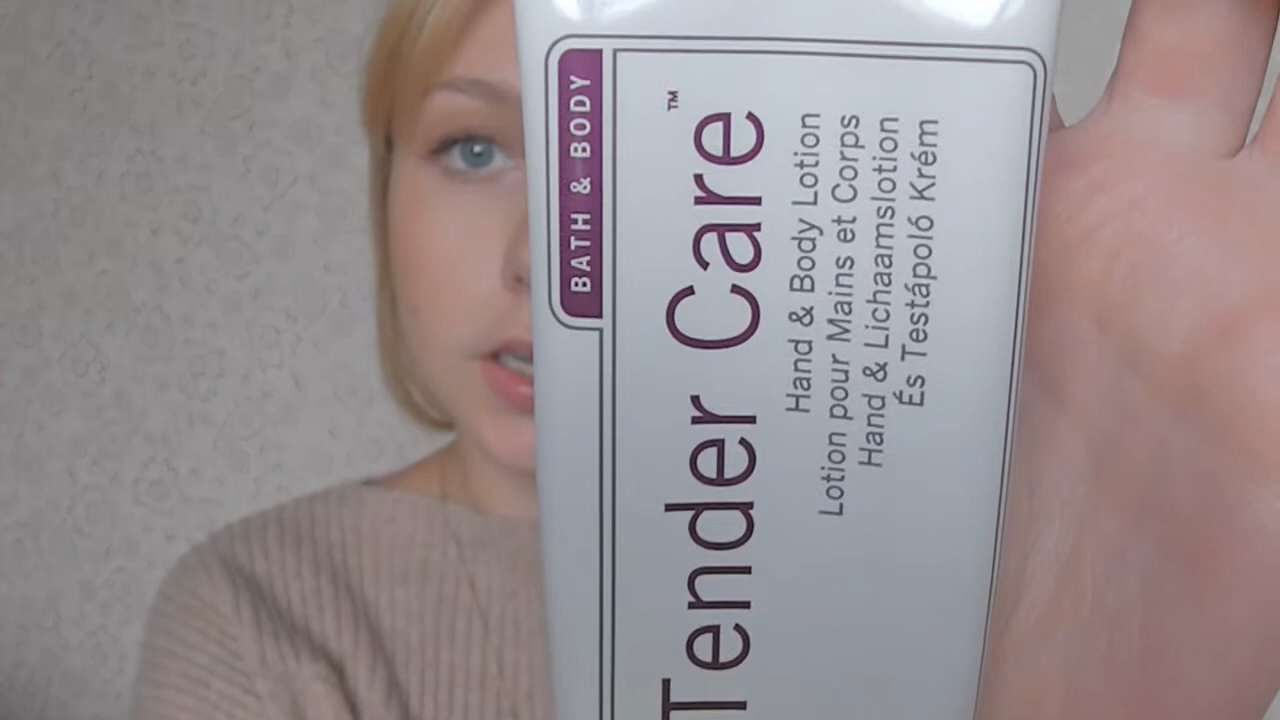 BATH & BODY
Tender Care™
Hand & Body Lotion
Lotion pour Mains et Corps
Hand & Lichaamslotion
És Testápoló Krém